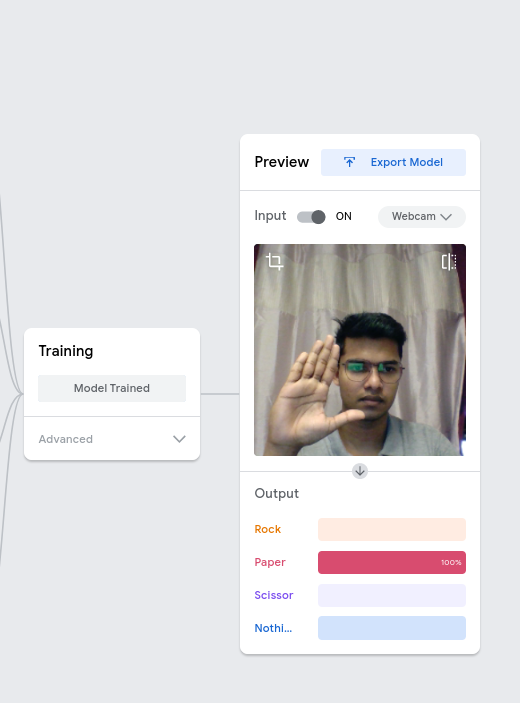 Training
Model Trained
Advanced
Preview
Export Model
Input
ON
Webcam
Output
Rock
Paper
100%
Scissor
Nothi...